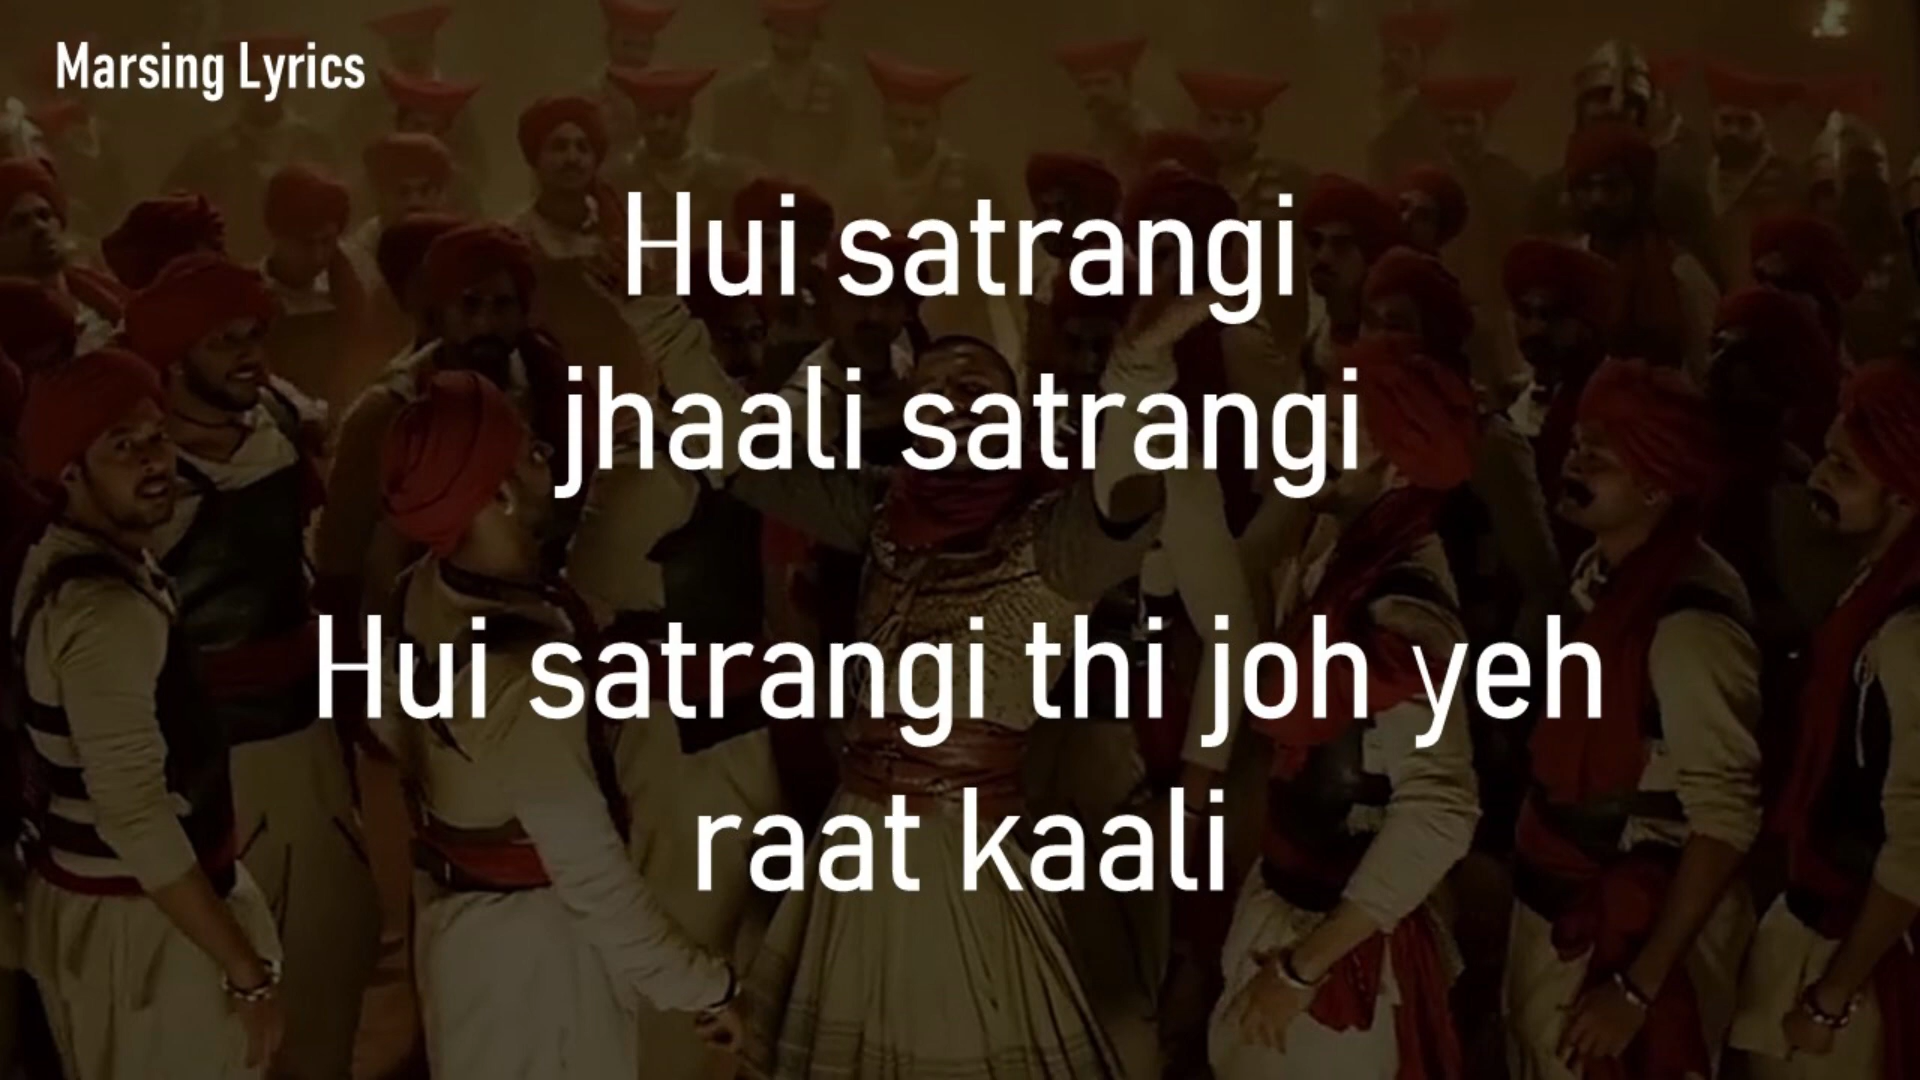 Marsing Lyrics
Hui satrangi
jhaali satrangi
Hui satrangi thi joh yeh
raat kaali